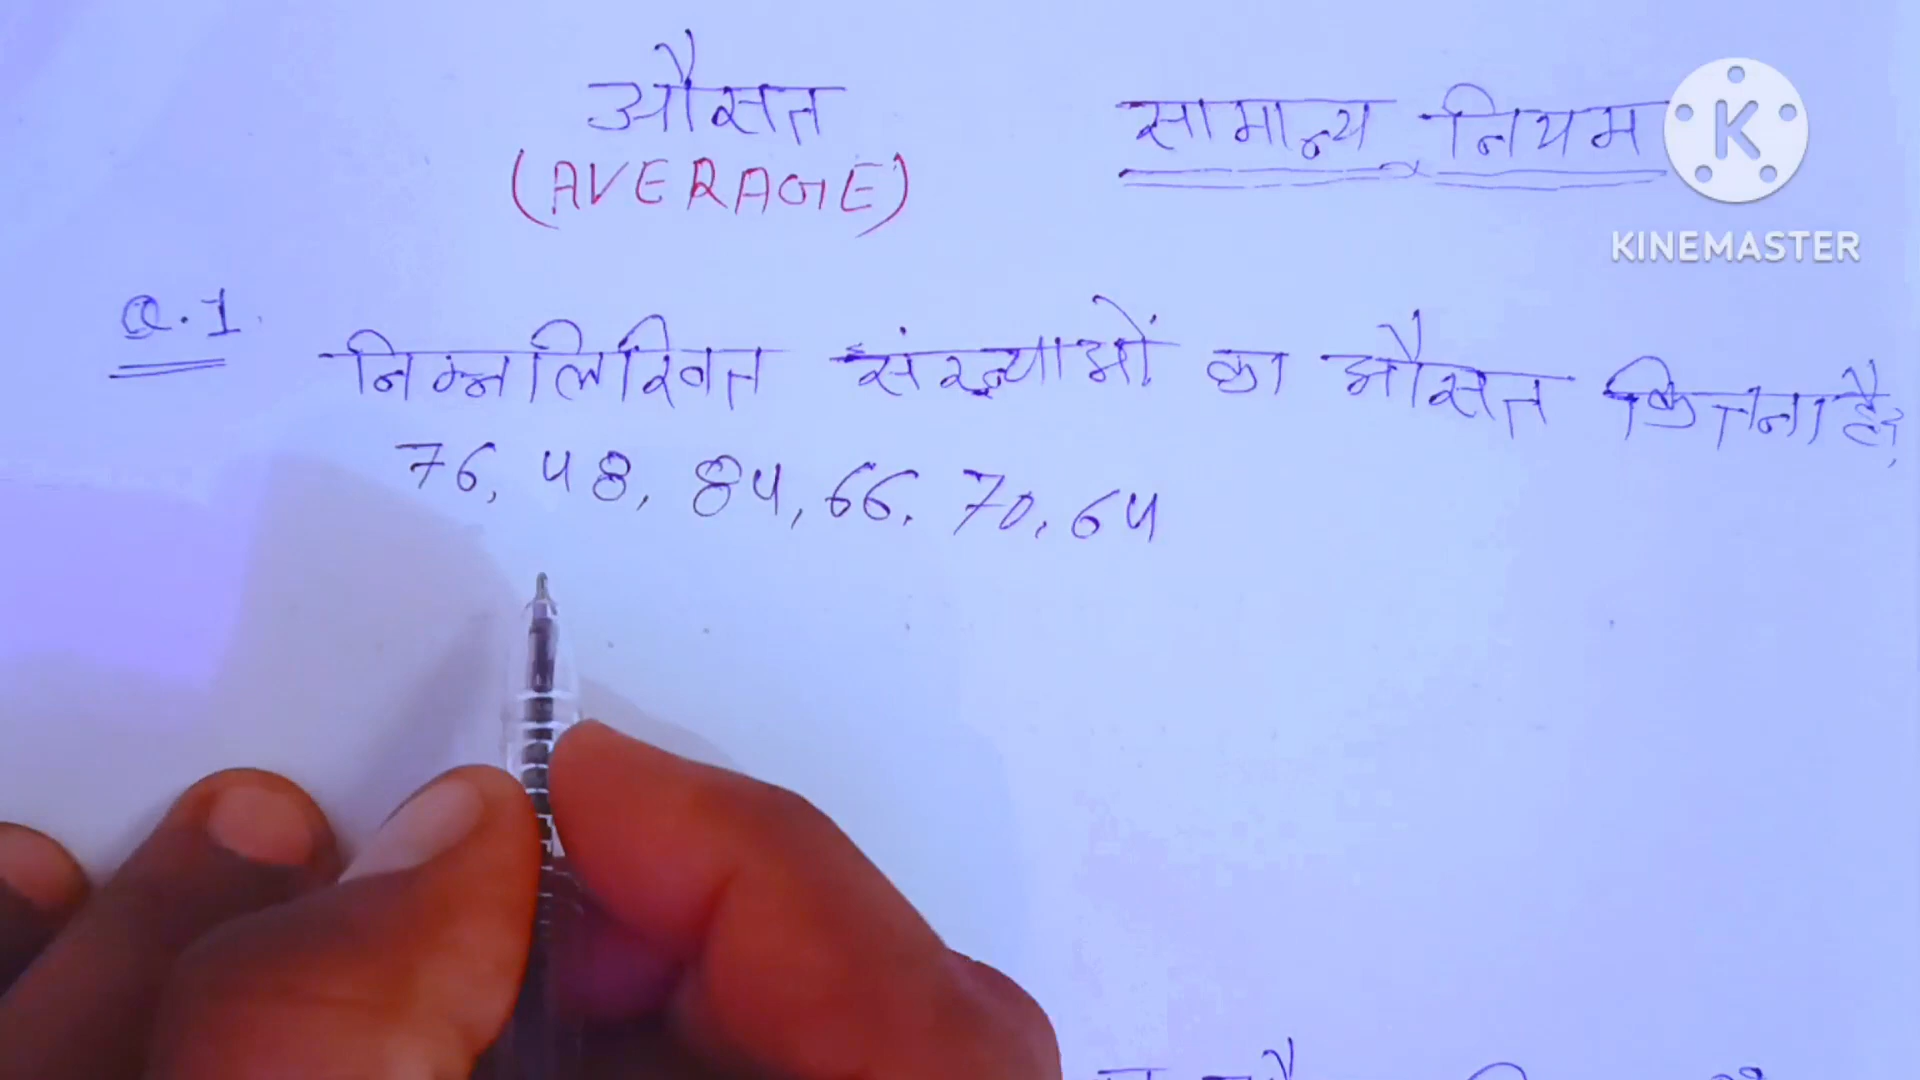 औसत
(AVERAGE)
सामान्य नियम
K
KINEMASTER
Q.1.
निम्नलिखित संख्याओं का औसत कितना है,
76, 48, 84, 66, 70, 64